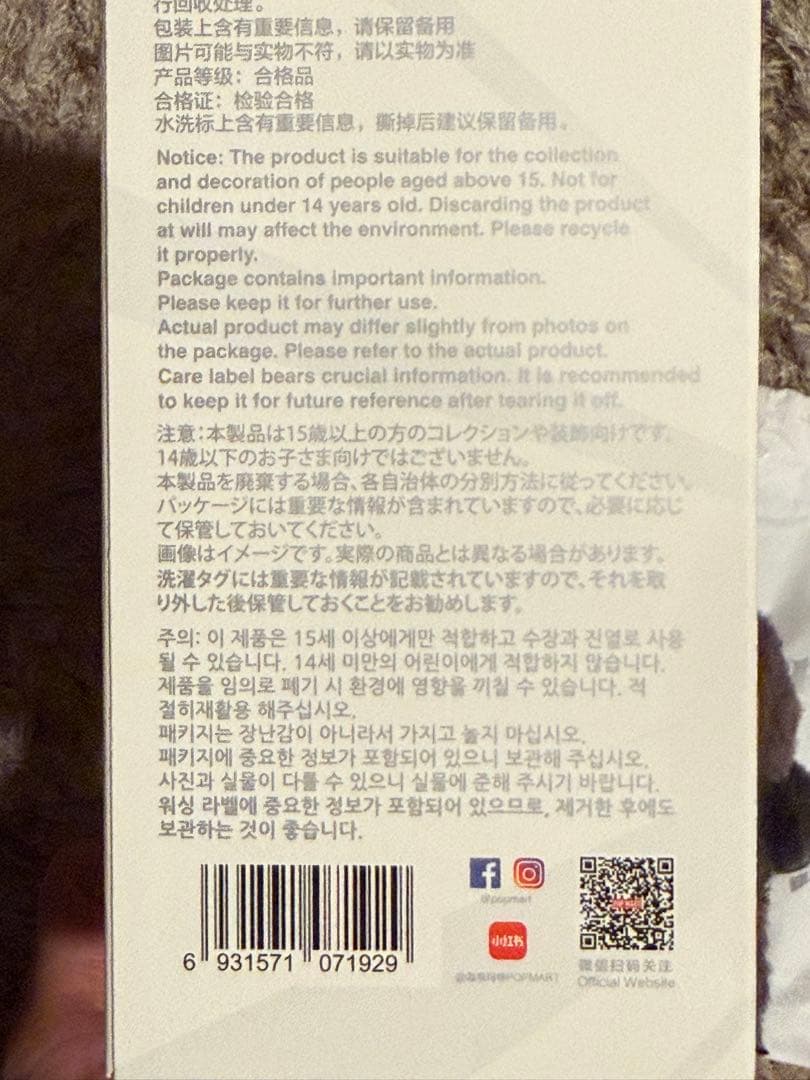 行回收处理。
包装上含有重要信息，请保留备用
图片可能与实物不符，请以实物为准
产品等级：合格品
合格证：检验合格
水洗标上含有重要信息，撕掉后建议保留备用。
Notice: The product is suitable for the collection
and decoration of people aged above 15. Not for
children under 14 years old. Discarding the product
at will may affect the environment. Please recycle
it properly.
Package contains important information.
Please keep it for further use.
Actual product may differ slightly from photos on
the package. Please refer to the actual product.
Care label bears crucial information. It is recommended
to keep it for future reference after tearing it off.
注意：本製品は15歳以上の方のコレクションや装飾向けです。
14歳以下のお子さま向けではございません。
本製品を廃棄する場合、各自治体の分別方法に従ってください。
パッケージには重要な情報が含まれていますので、必要に応じ
て保管しておいてください。
画像はイメージです。実際の商品とは異なる場合があります。
洗濯タグには重要な情報が記載されていますので、それを取
り外した後保管しておくことをお勧めします。
주의: 이 제품은 15세 이상에게만 적합하고 수장과 진열로 사용
될 수 있습니다. 14세 미만의 어린이에게 적합하지 않습니다.
제품을 임의로 폐기 시 환경에 영향을 끼칠 수 있습니다. 적
절히재활용 해주십시오.
패키지는 장난감이 아니라서 가지고 놀지 마십시오.
패키지에 중요한 정보가 포함되어 있으니 보관해 주십시오.
사진과 실물이 다를 수 있으니 실물에 준해 주시기 바랍니다.
워싱 라벨에 중요한 정보가 포함되어 있으므로, 제거한 후에도
보관하는 것이 좋습니다.
6 931571 071929
@popmart
小红书
@泡泡玛特POPMART
POP MART
微信扫码关注
Official Website